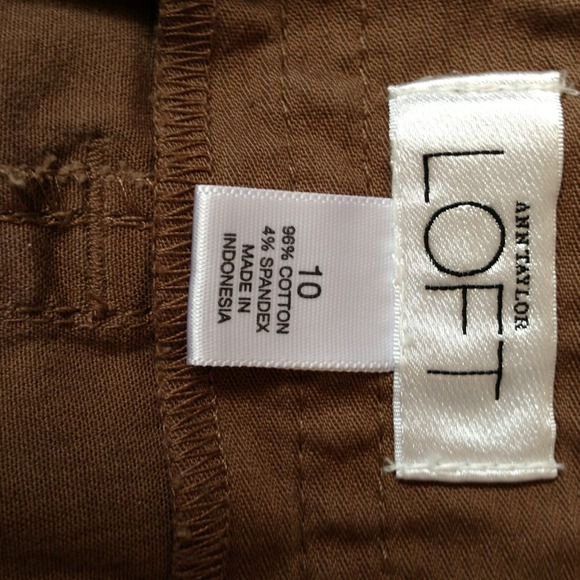 ANN TAYLOR
LOFT
10
96% COTTON
4% SPANDEX
MADE IN
INDONESIA